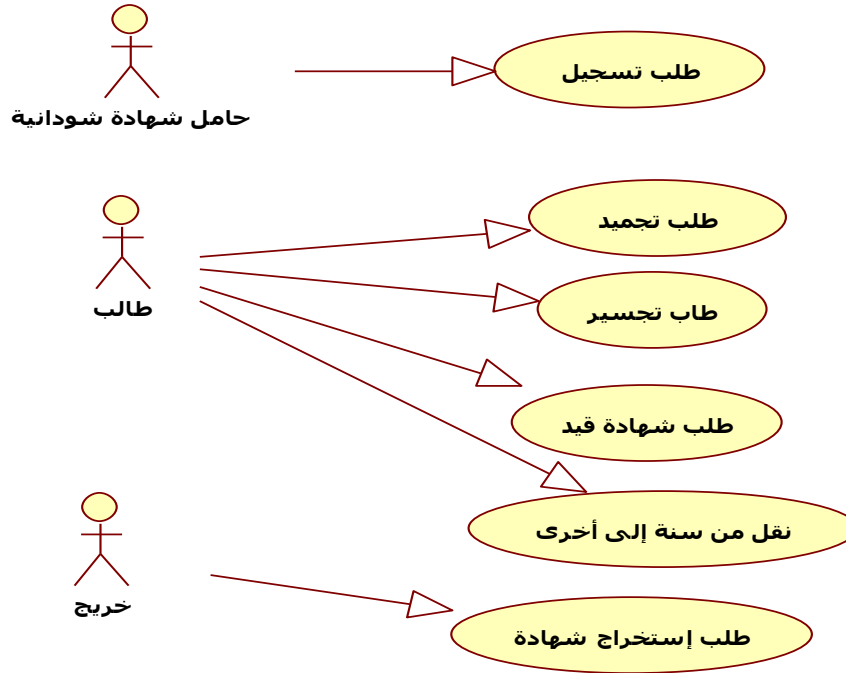 طلب تسجيل
حامل شهادة شودانية
طلب تجميد
طالب
طاب تجسير
طلب شهادة قيد
نقل من سنة إلى أخرى
خريج
طلب إستخراج شهادة